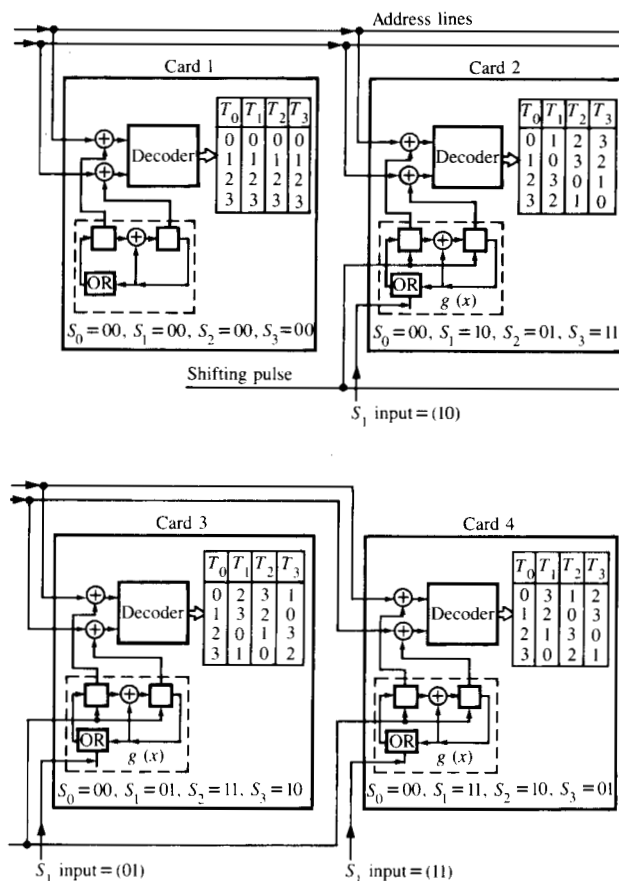 Address lines
Card 1
T₀ T₁ T₂ T₃
0 0 0 0
1 1 1 1
2 2 2 2
3 3 3 3
Decoder
OR
S₀ = 00, S₁ = 00, S₂ = 00, S₃ = 00
Card 2
T₀ T₁ T₂ T₃
0 1 2 3
1 0 3 2
2 3 0 1
3 2 1 0
Decoder
OR
g (x)
S₀ = 00, S₁ = 10, S₂ = 01, S₃ = 11
Shifting pulse
S₁ input = (10)
Card 3
T₀ T₁ T₂ T₃
0 2 3 1
1 3 2 0
2 0 1 3
3 1 0 2
Decoder
OR
g (x)
S₀ = 00, S₁ = 01, S₂ = 11, S₃ = 10
S₁ input = (01)
Card 4
T₀ T₁ T₂ T₃
0 3 1 2
1 2 0 3
2 1 3 0
3 0 2 1
Decoder
OR
g (x)
S₀ = 00, S₁ = 11, S₂ = 10, S₃ = 01
S₁ input = (11)